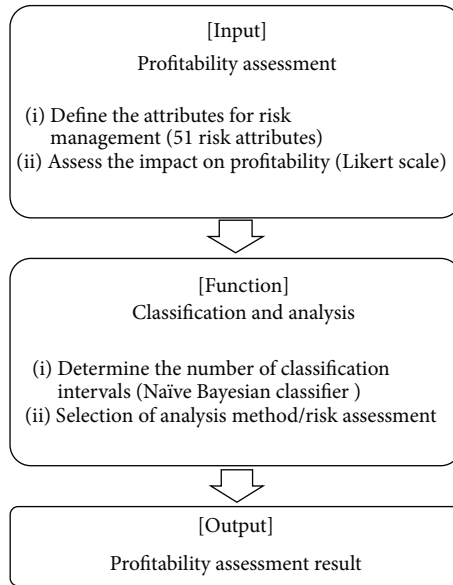 [Input]
Profitability assessment
(i) Define the attributes for risk
management (51 risk attributes)
(ii) Assess the impact on profitability (Likert scale)
[Function]
Classification and analysis
(i) Determine the number of classification
intervals (Naïve Bayesian classifier )
(ii) Selection of analysis method/risk assessment
[Output]
Profitability assessment result